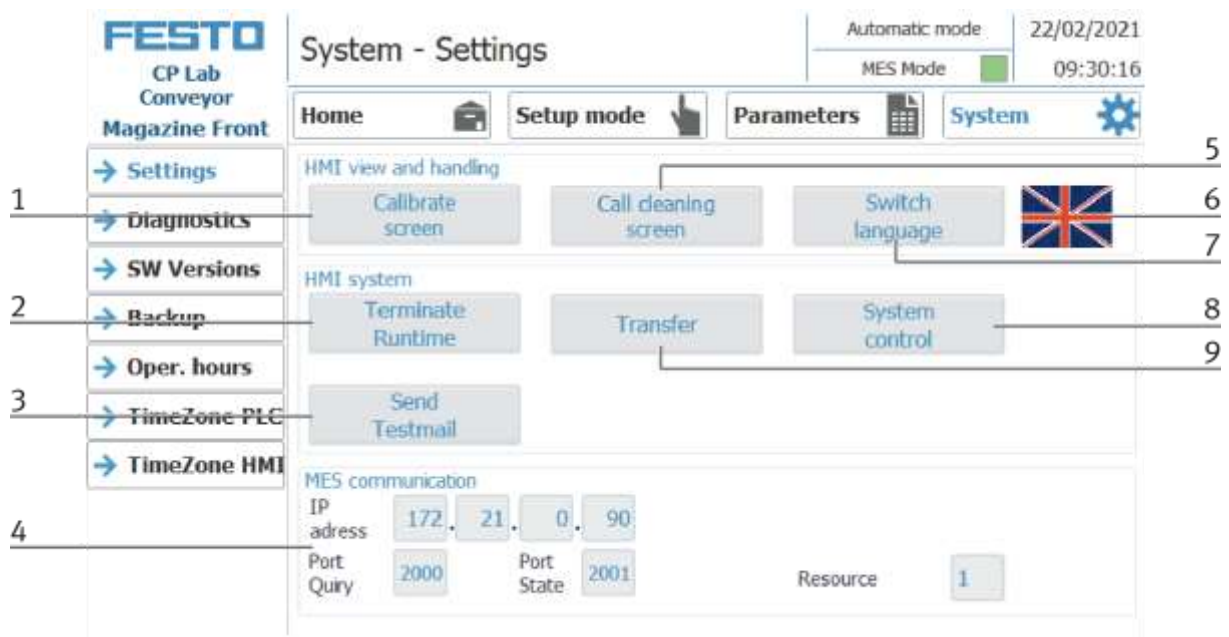 FESTO
CP Lab
Conveyor
Magazine Front
System - Settings
Automatic mode
MES Mode
22/02/2021
09:30:16
Home
Setup mode
Parameters
System
Settings
Diagnostics
SW Versions
Backup
Oper. hours
TimeZone PLC
TimeZone HMI
HMI view and handling
Calibrate
screen
Call cleaning
screen
Switch
language
HMI system
Terminate
Runtime
Transfer
System
control
Send
Testmail
MES communication
IP
adress
172 . 21 . 0 . 90
Port
Quiry
2000
Port
State
2001
Resource
1
1
2
3
4
5
6
7
8
9